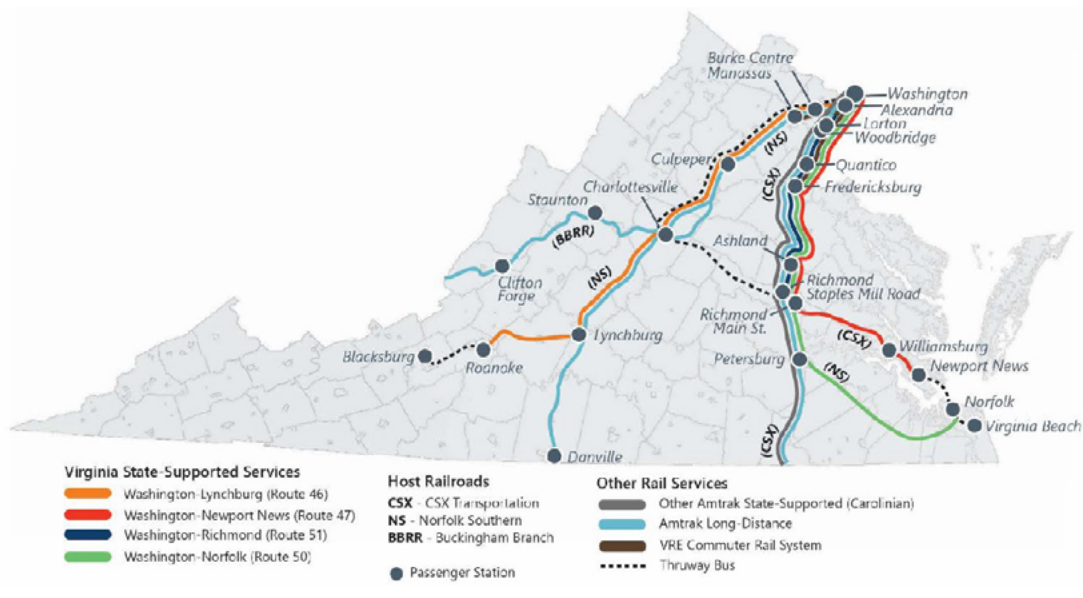 Burke Centre
Manassas
Washington
Alexandria
Lorton
Woodbridge
(NS)
Culpeper
Quantico
(CSX)
Charlottesville
Fredericksburg
Staunton
(BBRR)
Ashland
Clifton
Forge
(NS)
Richmond
Staples Mill Road
Richmond
Main St.
Lynchburg
(CSX)
Williamsburg
Blacksburg
Roanoke
Petersburg
(NS)
Newport News
Norfolk
Virginia Beach
(CSX)
Danville
Virginia State-Supported Services
Washington-Lynchburg (Route 46)
Washington-Newport News (Route 47)
Washington-Richmond (Route 51)
Washington-Norfolk (Route 50)
Host Railroads
CSX - CSX Transportation
NS - Norfolk Southern
BBRR - Buckingham Branch
Passenger Station
Other Rail Services
Other Amtrak State-Supported (Carolinian)
Amtrak Long-Distance
VRE Commuter Rail System
Thruway Bus